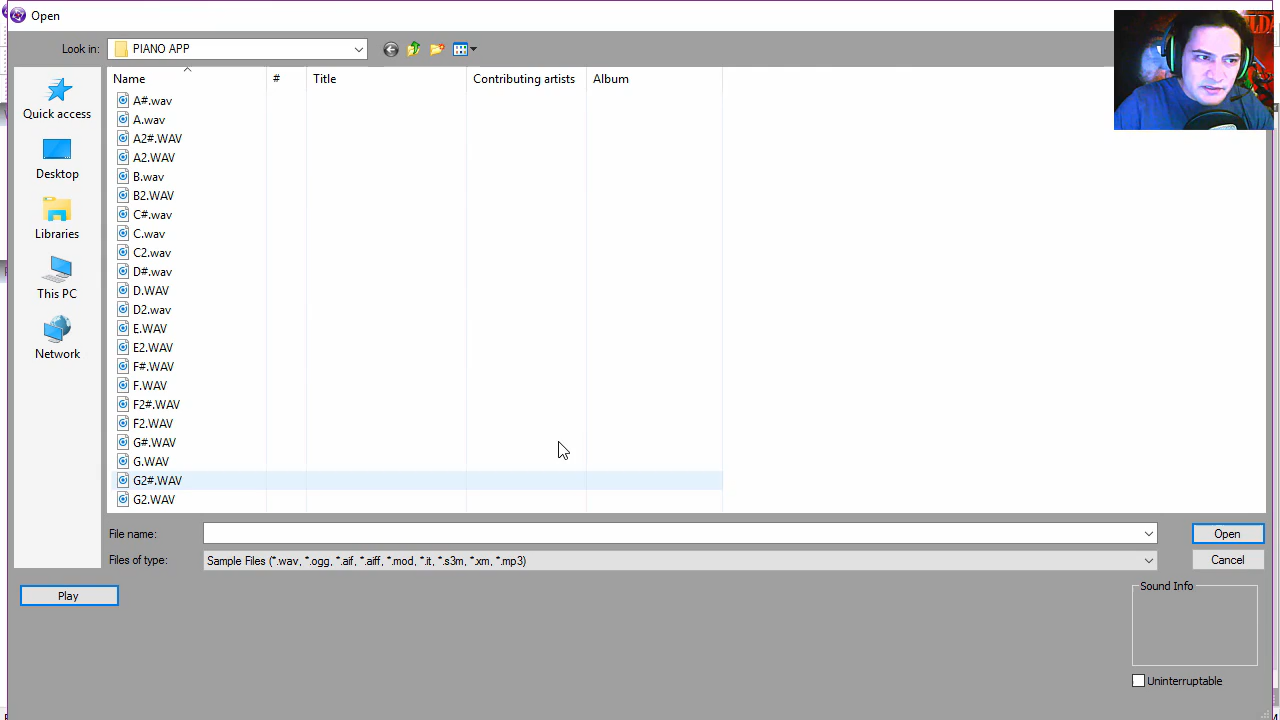 Open
Look in: PIANO APP
Name # Title Contributing artists Album
Quick access
Desktop
Libraries
This PC
Network
A#.wav
A.wav
A2#.WAV
A2.WAV
B.wav
B2.WAV
C#.wav
C.wav
C2.wav
D#.wav
D.WAV
D2.wav
E.WAV
E2.WAV
F#.WAV
F.WAV
F2#.WAV
F2.WAV
G#.WAV
G.WAV
G2#.WAV
G2.WAV
File name: Open
Files of type: Sample Files (*.wav, *.ogg, *.aif, *.aiff, *.mod, *.it, *.s3m, *.xm, *.mp3) Cancel
Play
Sound Info
Uninterruptable